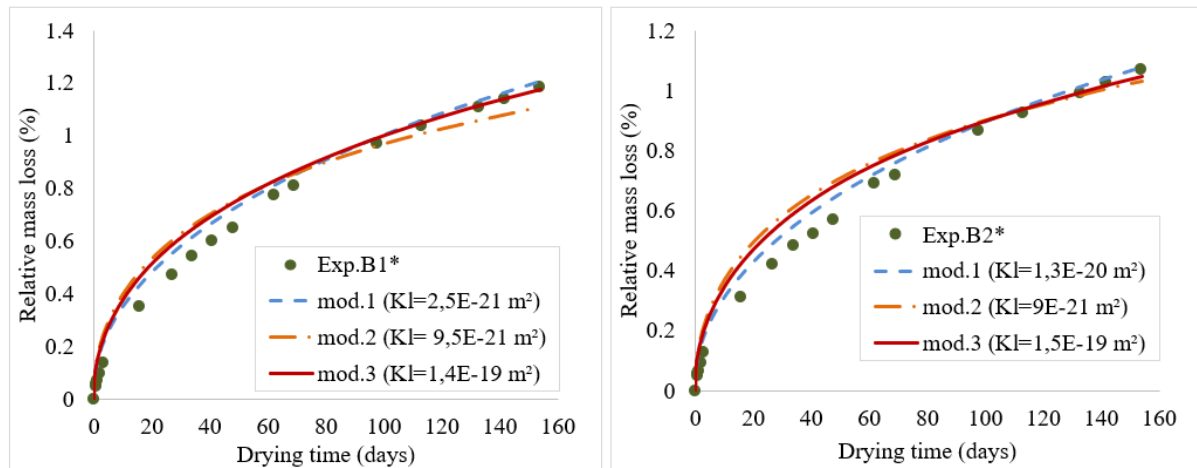 1.4
1.2
1
0.8
0.6
0.4
0.2
0
Relative mass loss (%)
Exp.B1*
mod.1 (Kl=2,5E-21 m²)
mod.2 (Kl= 9,5E-21 m²)
mod.3 (Kl=1,4E-19 m²)
0 20 40 60 80 100 120 140 160
Drying time (days)
1.2
1
0.8
0.6
0.4
0.2
0
Relative mass loss (%)
Exp.B2*
mod.1 (Kl=1,3E-20 m²)
mod.2 (Kl=9E-21 m²)
mod.3 (Kl=1,5E-19 m²)
0 20 40 60 80 100 120 140 160
Drying time (days)